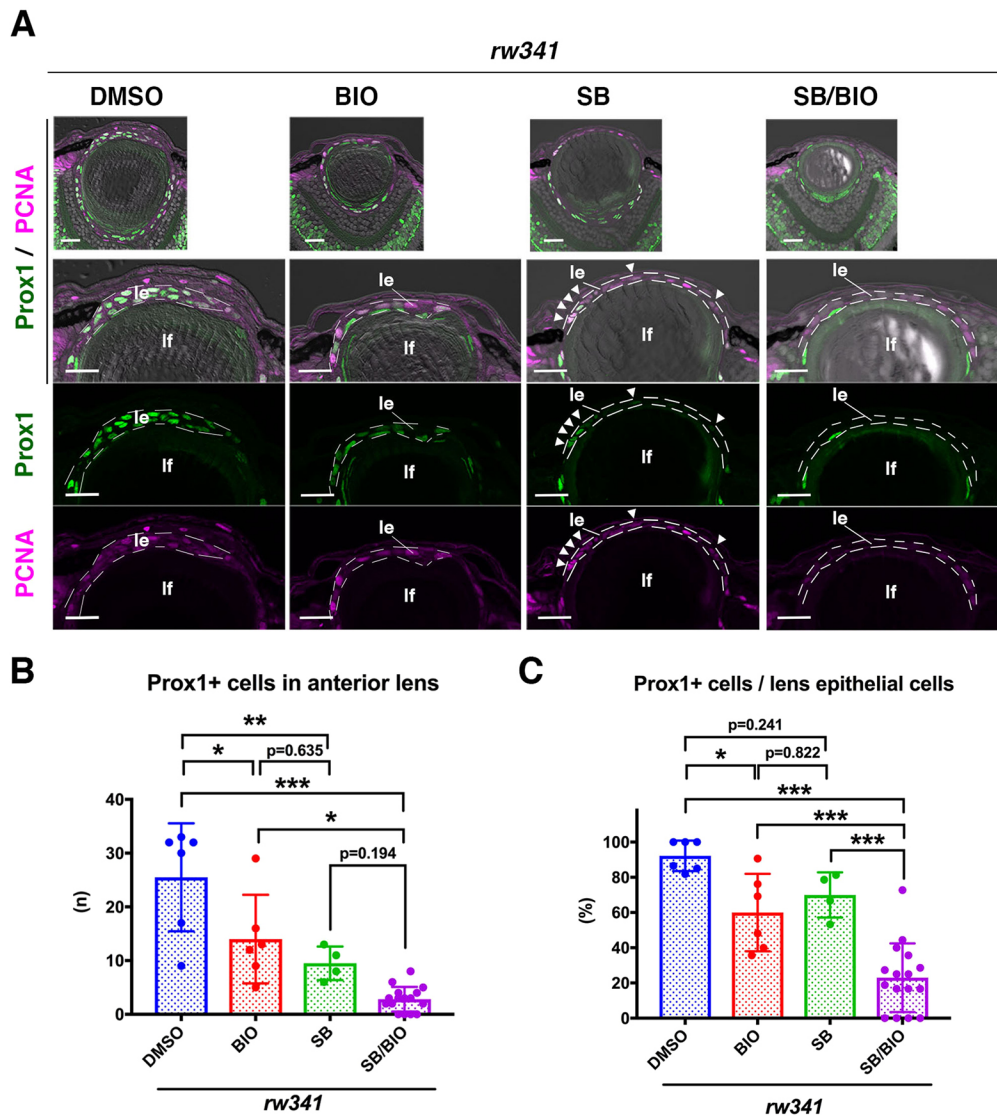 A
rw341
DMSO BIO SB SB/BIO
Prox1 / PCNA
le le le le
lf lf lf lf
Prox1
le le le le
lf lf lf lf
PCNA
le le le le
lf lf lf lf
B
Prox1+ cells in anterior lens
**
* p=0.635
***
*
p=0.194
40
30
20
10
0
(n)
DMSO BIO SB SB/BIO
rw341
C
Prox1+ cells / lens epithelial cells
p=0.241
* p=0.822
***
***
***
100
80
60
40
20
0
(%)
DMSO BIO SB SB/BIO
rw341